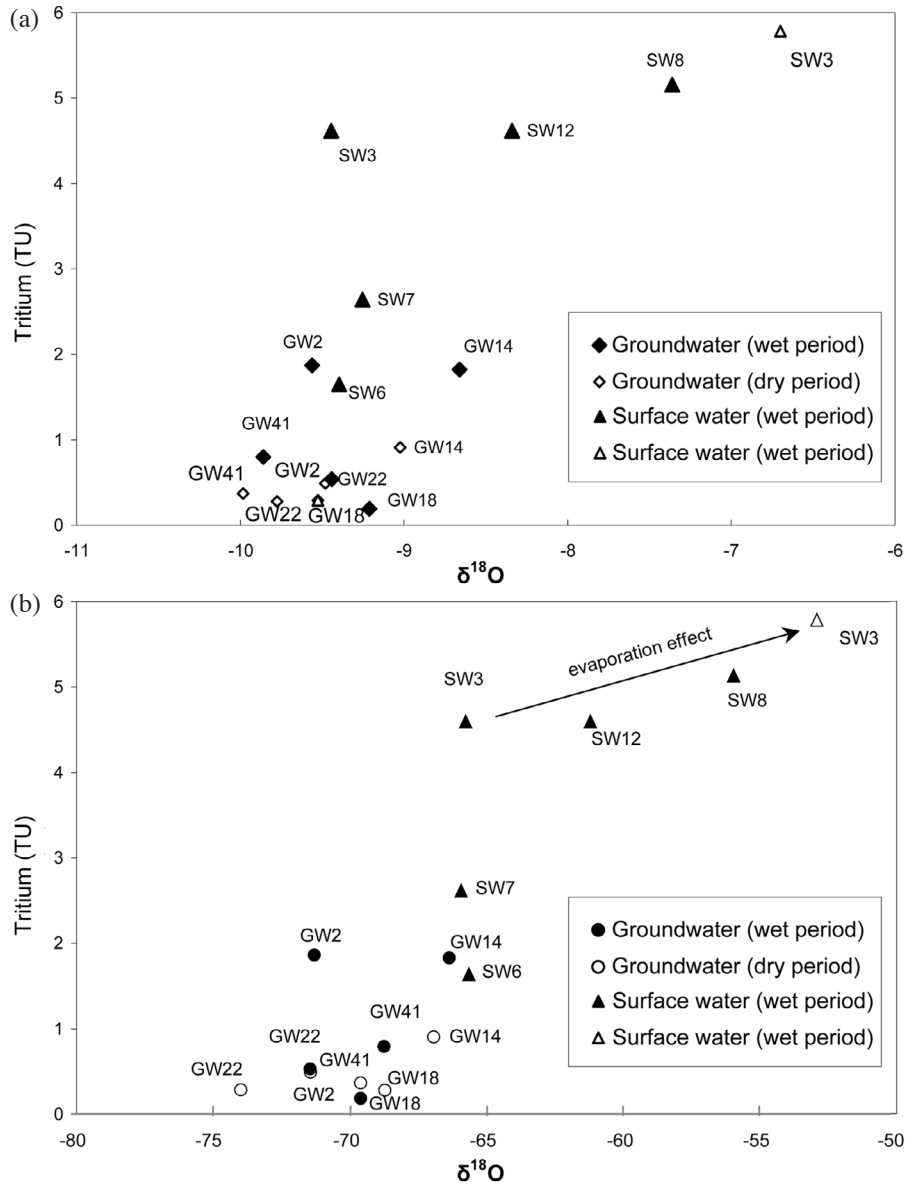 (a)
6
5
4
3
2
1
0
Tritium (TU)
SW3
SW8
SW12
SW3
SW7
GW2
GW14
SW6
GW41
GW14
GW2
GW22
GW41
GW18
GW22
GW18
Groundwater (wet period)
Groundwater (dry period)
Surface water (wet period)
Surface water (wet period)
-11
-10
-9
-8
-7
-6
δ¹⁸O
(b)
6
5
4
3
2
1
0
Tritium (TU)
evaporation effect
SW3
SW3
SW8
SW12
SW7
GW2
GW14
SW6
GW41
GW22
GW14
GW41
GW22
GW18
GW2
GW18
Groundwater (wet period)
Groundwater (dry period)
Surface water (wet period)
Surface water (wet period)
-80
-75
-70
-65
-60
-55
-50
δ¹⁸O